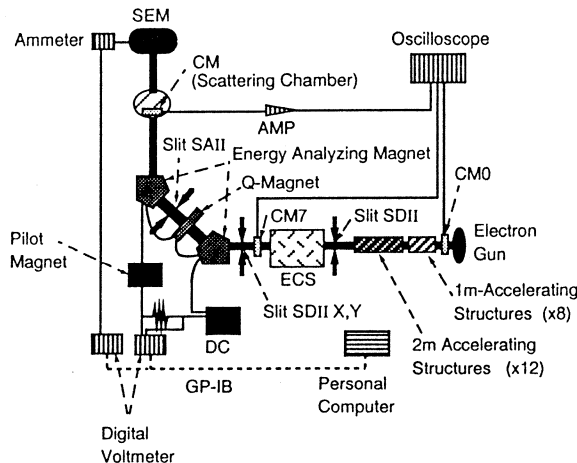 SEM
Ammeter
Oscilloscope
CM
(Scattering Chamber)
AMP
Slit SAII
Energy Analyzing Magnet
Q-Magnet
CM0
CM7
Slit SDII
Electron
Gun
Pilot
Magnet
ECS
1m-Accelerating
Structures (x8)
Slit SDII X,Y
DC
2m Accelerating
Structures (x12)
GP-IB
Personal
Computer
Digital
Voltmeter